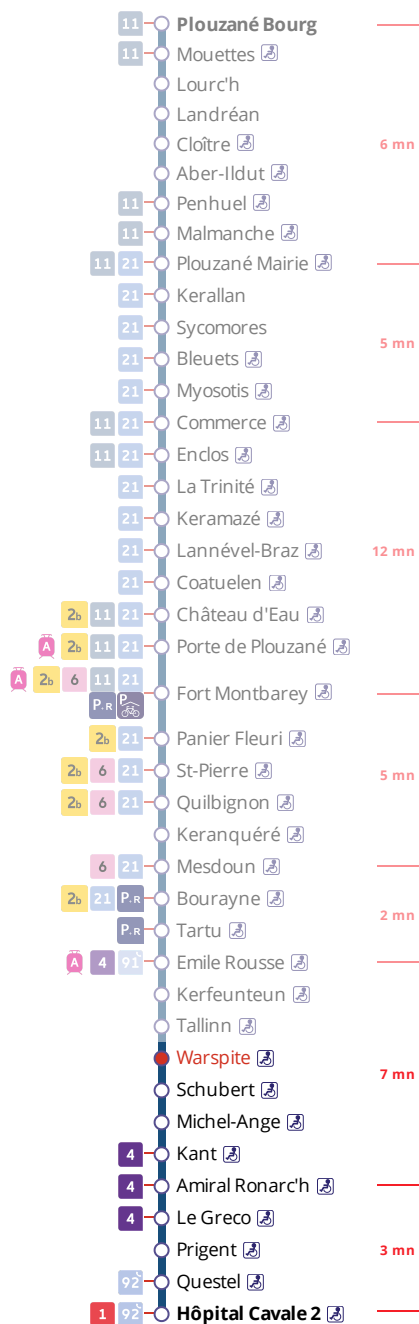 11 Plouzané Bourg
11 Mouettes
Lourc'h
Landréan
Cloître 6 mn
Aber-Ildut
11 Penhuel
11 Malmanche
11 21 Plouzané Mairie
21 Kerallan
21 Sycomores
5 mn
21 Bleuets
21 Myosotis
11 21 Commerce
11 21 Enclos
21 La Trinité
21 Keramazé
21 Lannével-Braz 12 mn
21 Coatuelen
2b 11 21 Château d'Eau
A 2b 11 21 Porte de Plouzané
A 2b 6 11 21
P.R P Fort Montbarey
2b 21 Panier Fleuri
2b 6 21 St-Pierre 5 mn
2b 6 21 Quilbignon
Keranquéré
6 21 Mesdoun
2b 21 P.R Bourayne
2 mn
P.R Tartu
A 4 91 Emile Rousse
Kerfeunteun
Tallinn
Warspite
7 mn
Schubert
Michel-Ange
4 Kant
4 Amiral Ronarc'h
4 Le Greco
Prigent 3 mn
92 Questel
1 92 Hôpital Cavale 2